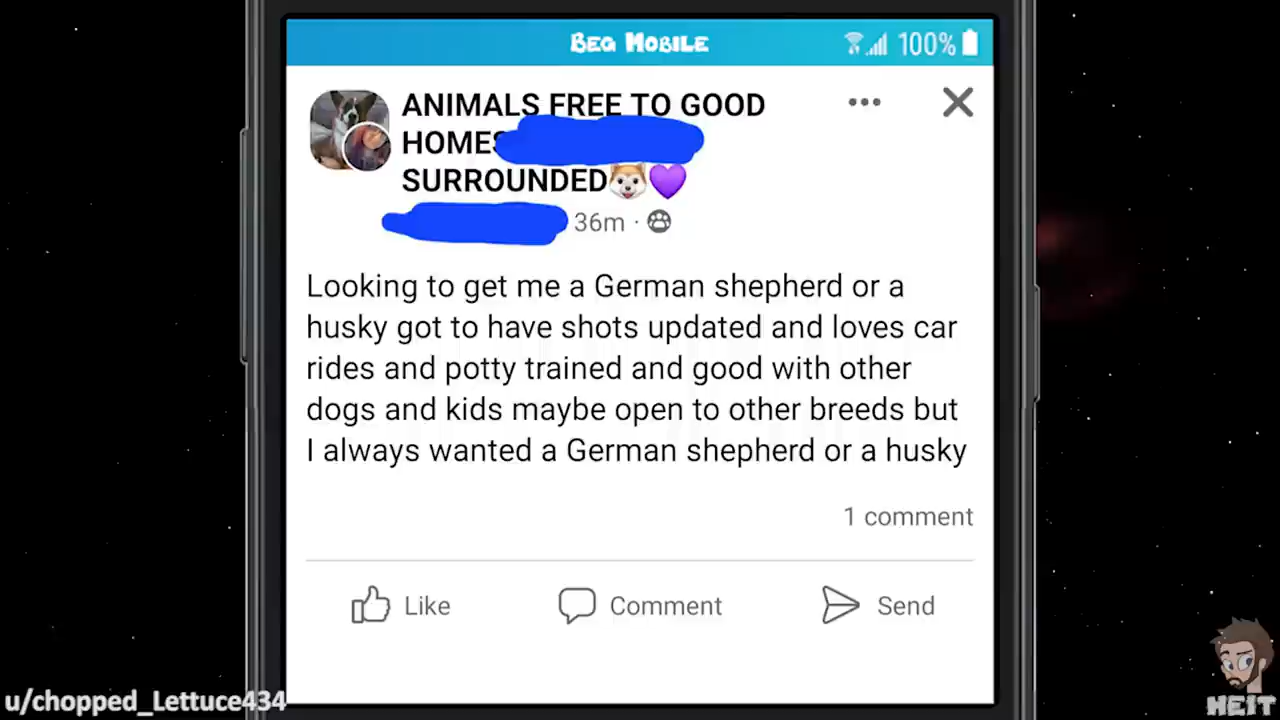 BEG MOBILE
100%
ANIMALS FREE TO GOOD
HOMES
SURROUNDED🐶💜
36m ·
Looking to get me a German shepherd or a
husky got to have shots updated and loves car
rides and potty trained and good with other
dogs and kids maybe open to other breeds but
I always wanted a German shepherd or a husky
1 comment
Like
Comment
Send
u/chopped_Lettuce434
HEIT